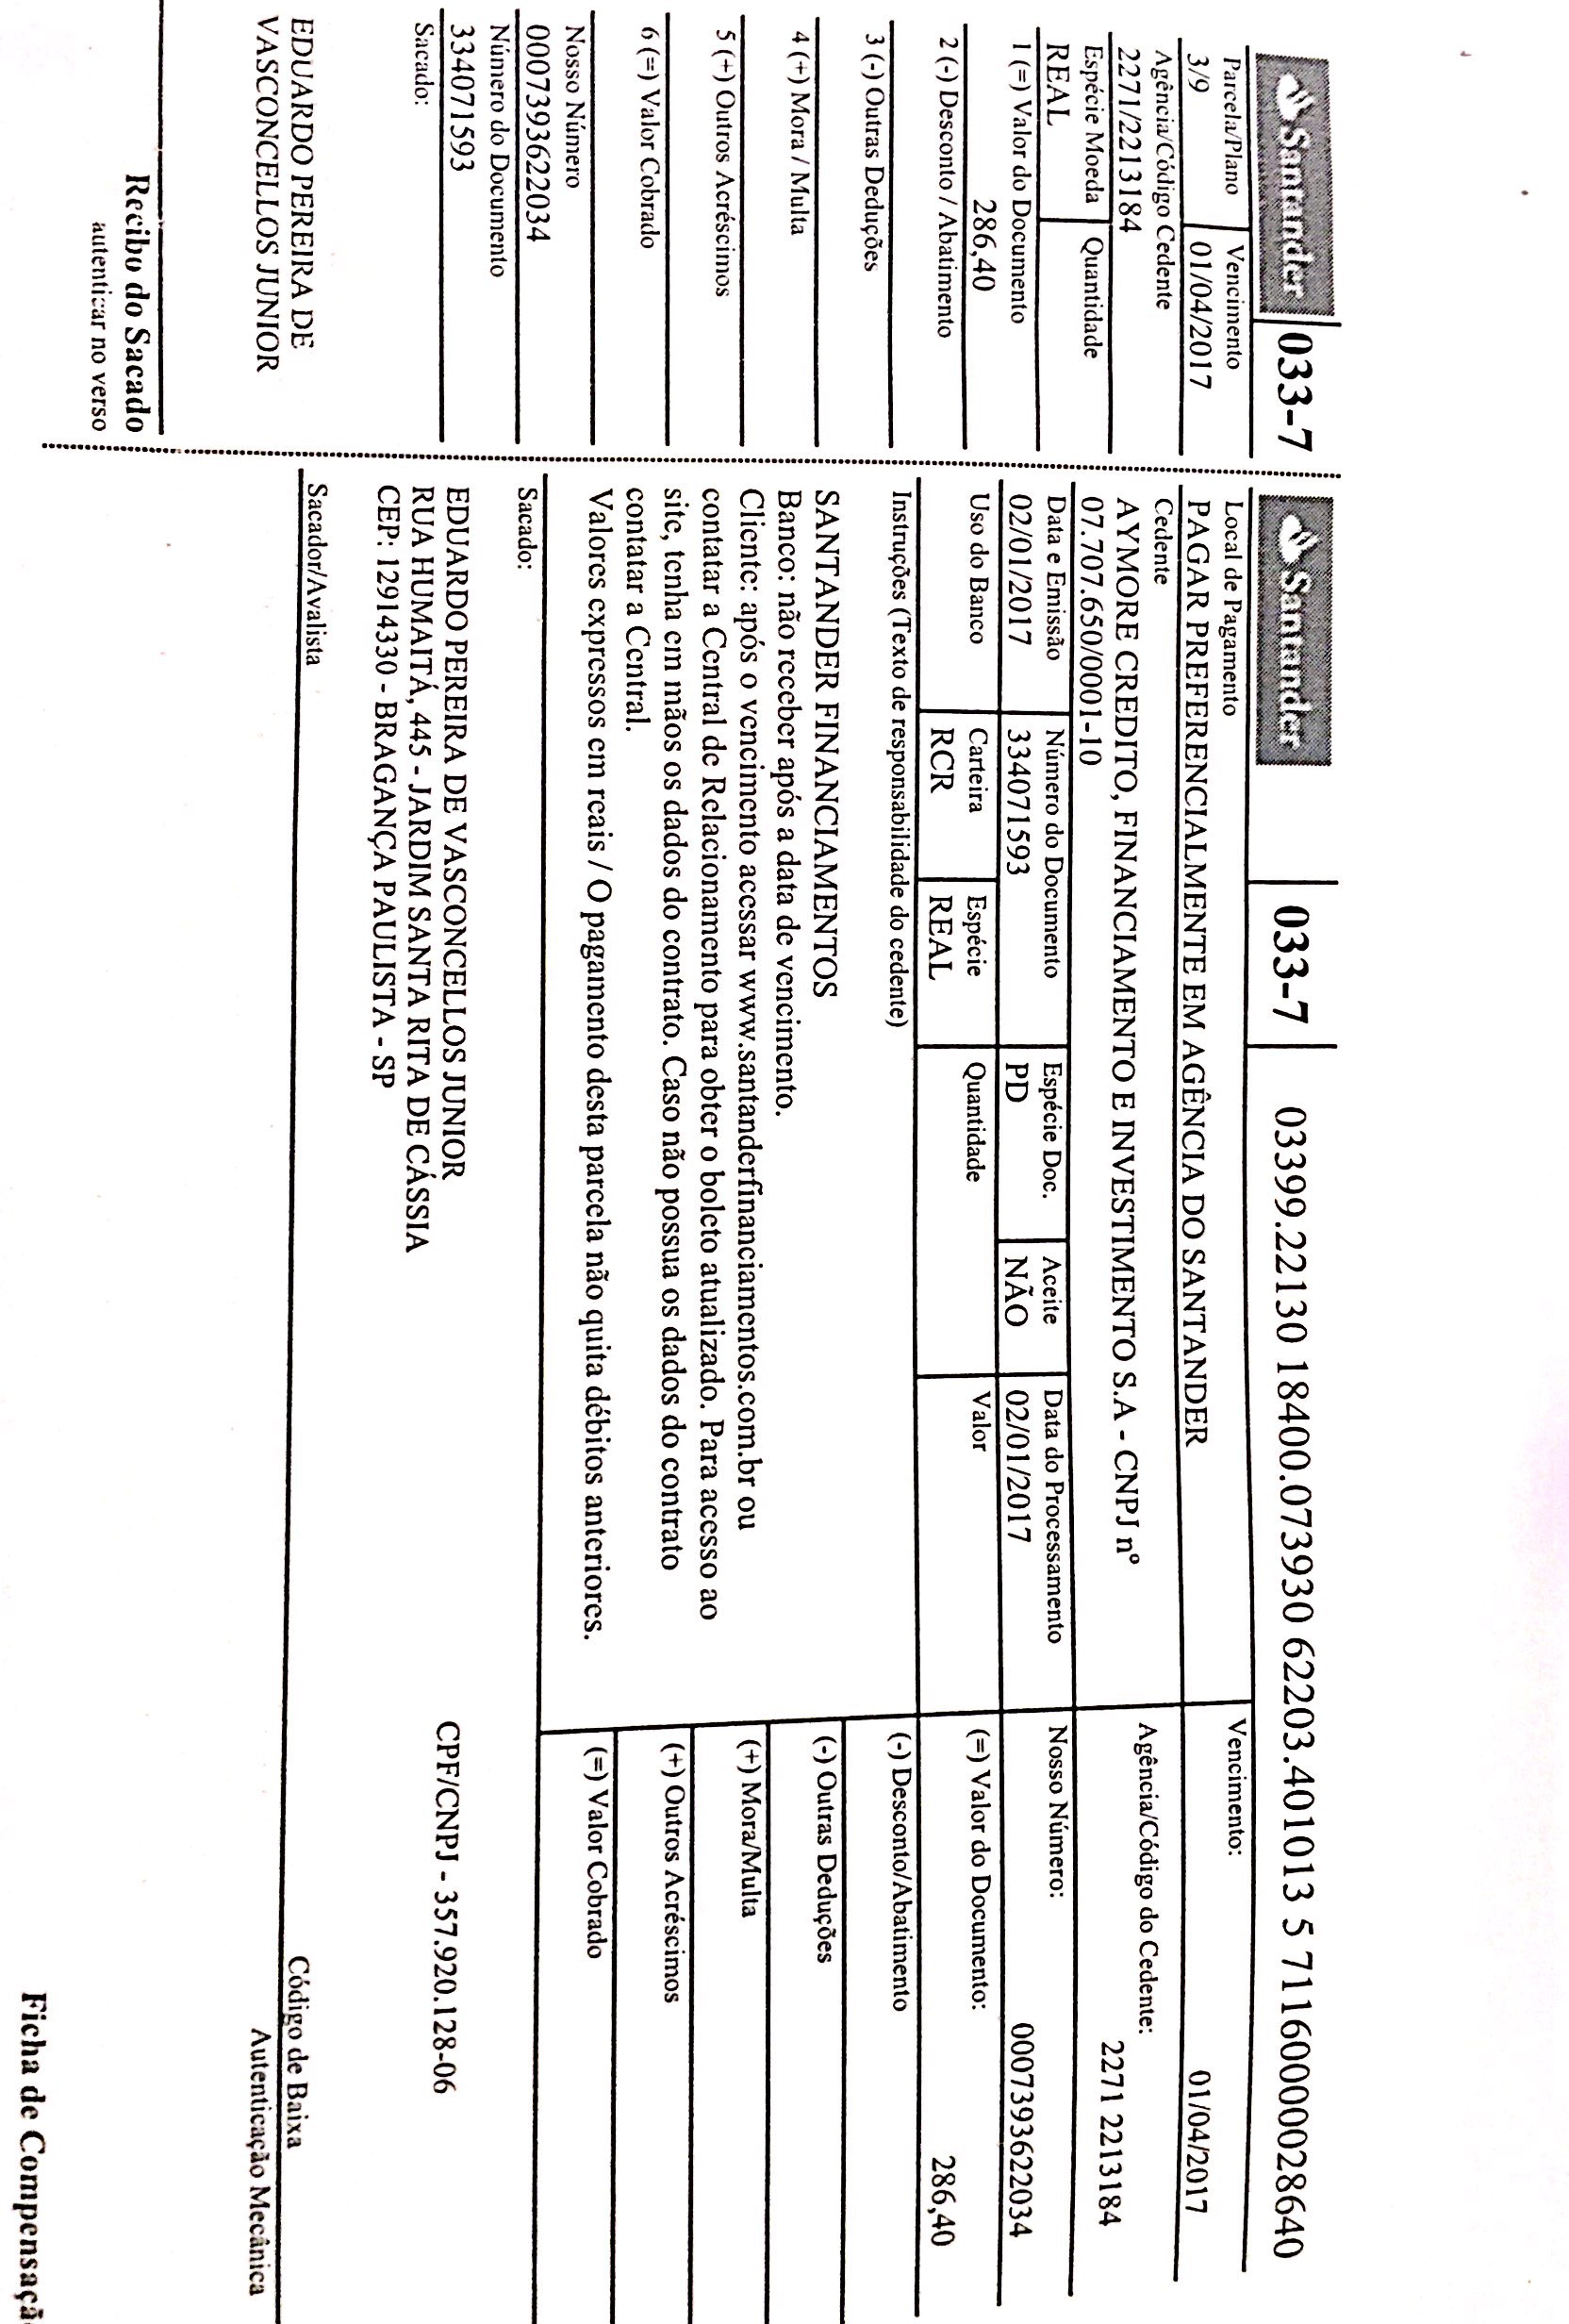 Santander 033-7
Parcela/Plano Vencimento
3/9 01/04/2017
Agência/Código Cedente
2271/2213184
Espécie Moeda Quantidade
REAL
1 (=) Valor do Documento
286,40
2 (-) Desconto / Abatimento
3 (-) Outras Deduções
4 (+) Mora / Multa
5 (+) Outros Acréscimos
6 (=) Valor Cobrado
Nosso Número
0007393622034
Número do Documento
334071593
Sacado:
EDUARDO PEREIRA DE
VASCONCELLOS JUNIOR
Recibo do Sacado
autenticar no verso
Santander 033-7 03399.22130 18400.073930 62203.401013 5 71160000028640
Local de Pagamento Vencimento:
PAGAR PREFERENCIALMENTE EM AGÊNCIA DO SANTANDER 01/04/2017
Cedente Agência/Código do Cedente:
AYMORE CREDITO, FINANCIAMENTO E INVESTIMENTO S.A - CNPJ nº 2271 2213184
07.707.650/0001-10
Data e Emissão Número do Documento Espécie Doc. Aceite Data do Processamento Nosso Número:
02/01/2017 334071593 PD NÃO 02/01/2017 0007393622034
Uso do Banco Carteira Espécie Quantidade Valor (=) Valor do Documento:
RCR REAL 286,40
Instruções (Texto de responsabilidade do cedente) (-) Desconto/Abatimento
SANTANDER FINANCIAMENTOS (-) Outras Deduções
Banco: não receber após a data de vencimento.
Cliente: após o vencimento acessar www.santanderfinanciamentos.com.br ou (+) Mora/Multa
contatar a Central de Relacionamento para obter o boleto atualizado. Para acesso ao
site, tenha em mãos os dados do contrato. Caso não possua os dados do contrato (+) Outros Acréscimos
contatar a Central.
Valores expressos em reais / O pagamento desta parcela não quita débitos anteriores. (=) Valor Cobrado
Sacado:
EDUARDO PEREIRA DE VASCONCELLOS JUNIOR CPF/CNPJ - 357.920.128-06
RUA HUMAITÁ, 445 - JARDIM SANTA RITA DE CÁSSIA
CEP: 12914330 - BRAGANÇA PAULISTA - SP
Sacador/Avalista Código de Baixa
Autenticação Mecânica
Ficha de Compensação